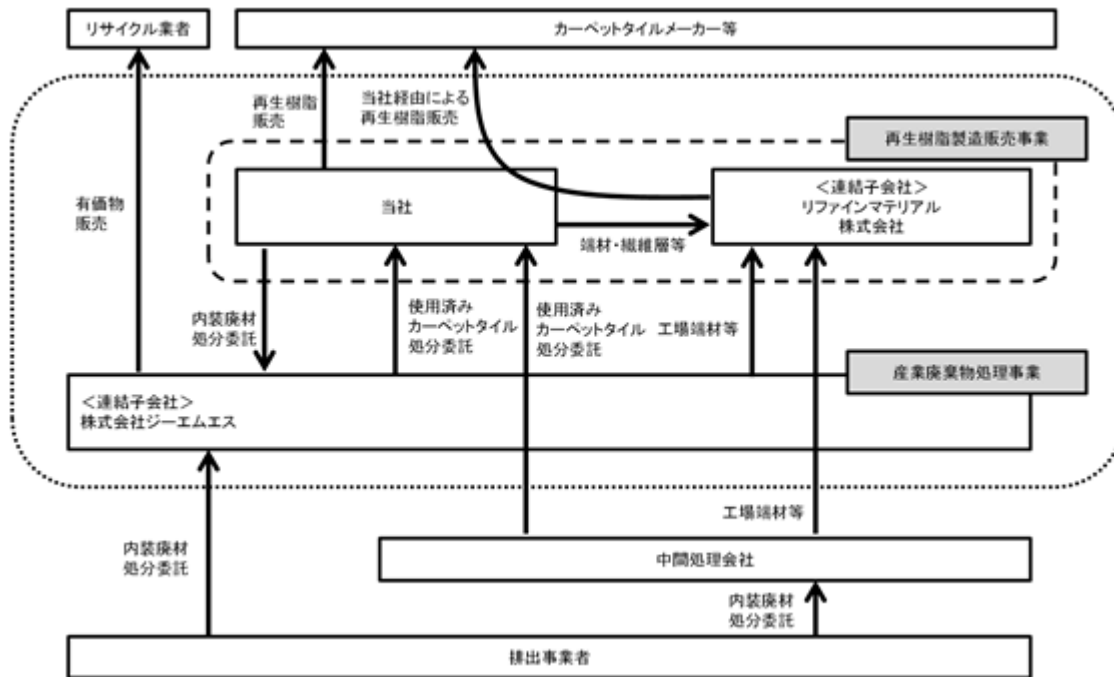 リサイクル業者
カーペットタイルメーカー等
再生樹脂
販売
当社経由による
再生樹脂販売
再生樹脂製造販売事業
有価物
販売
当社
＜連結子会社＞
リファインマテリアル
株式会社
端材・繊維層等
内装廃材
処分委託
使用済み
カーペットタイル
処分委託
使用済み
カーペットタイル
処分委託
工場端材等
産業廃棄物処理事業
＜連結子会社＞
株式会社ジーエムエス
工場端材等
内装廃材
処分委託
中間処理会社
内装廃材
処分委託
排出事業者